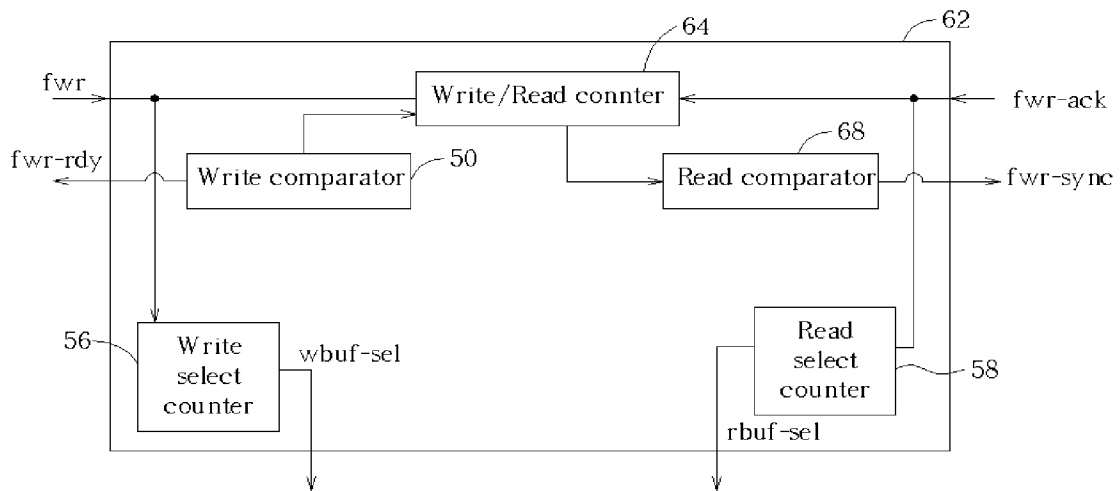 62
64
fwr
Write/Read connter
fwr-ack
68
fwr-rdy
Write comparator
50
Read comparator
fwr-sync
56
Write
select
counter
wbuf-sel
Read
select
counter
58
rbuf-sel